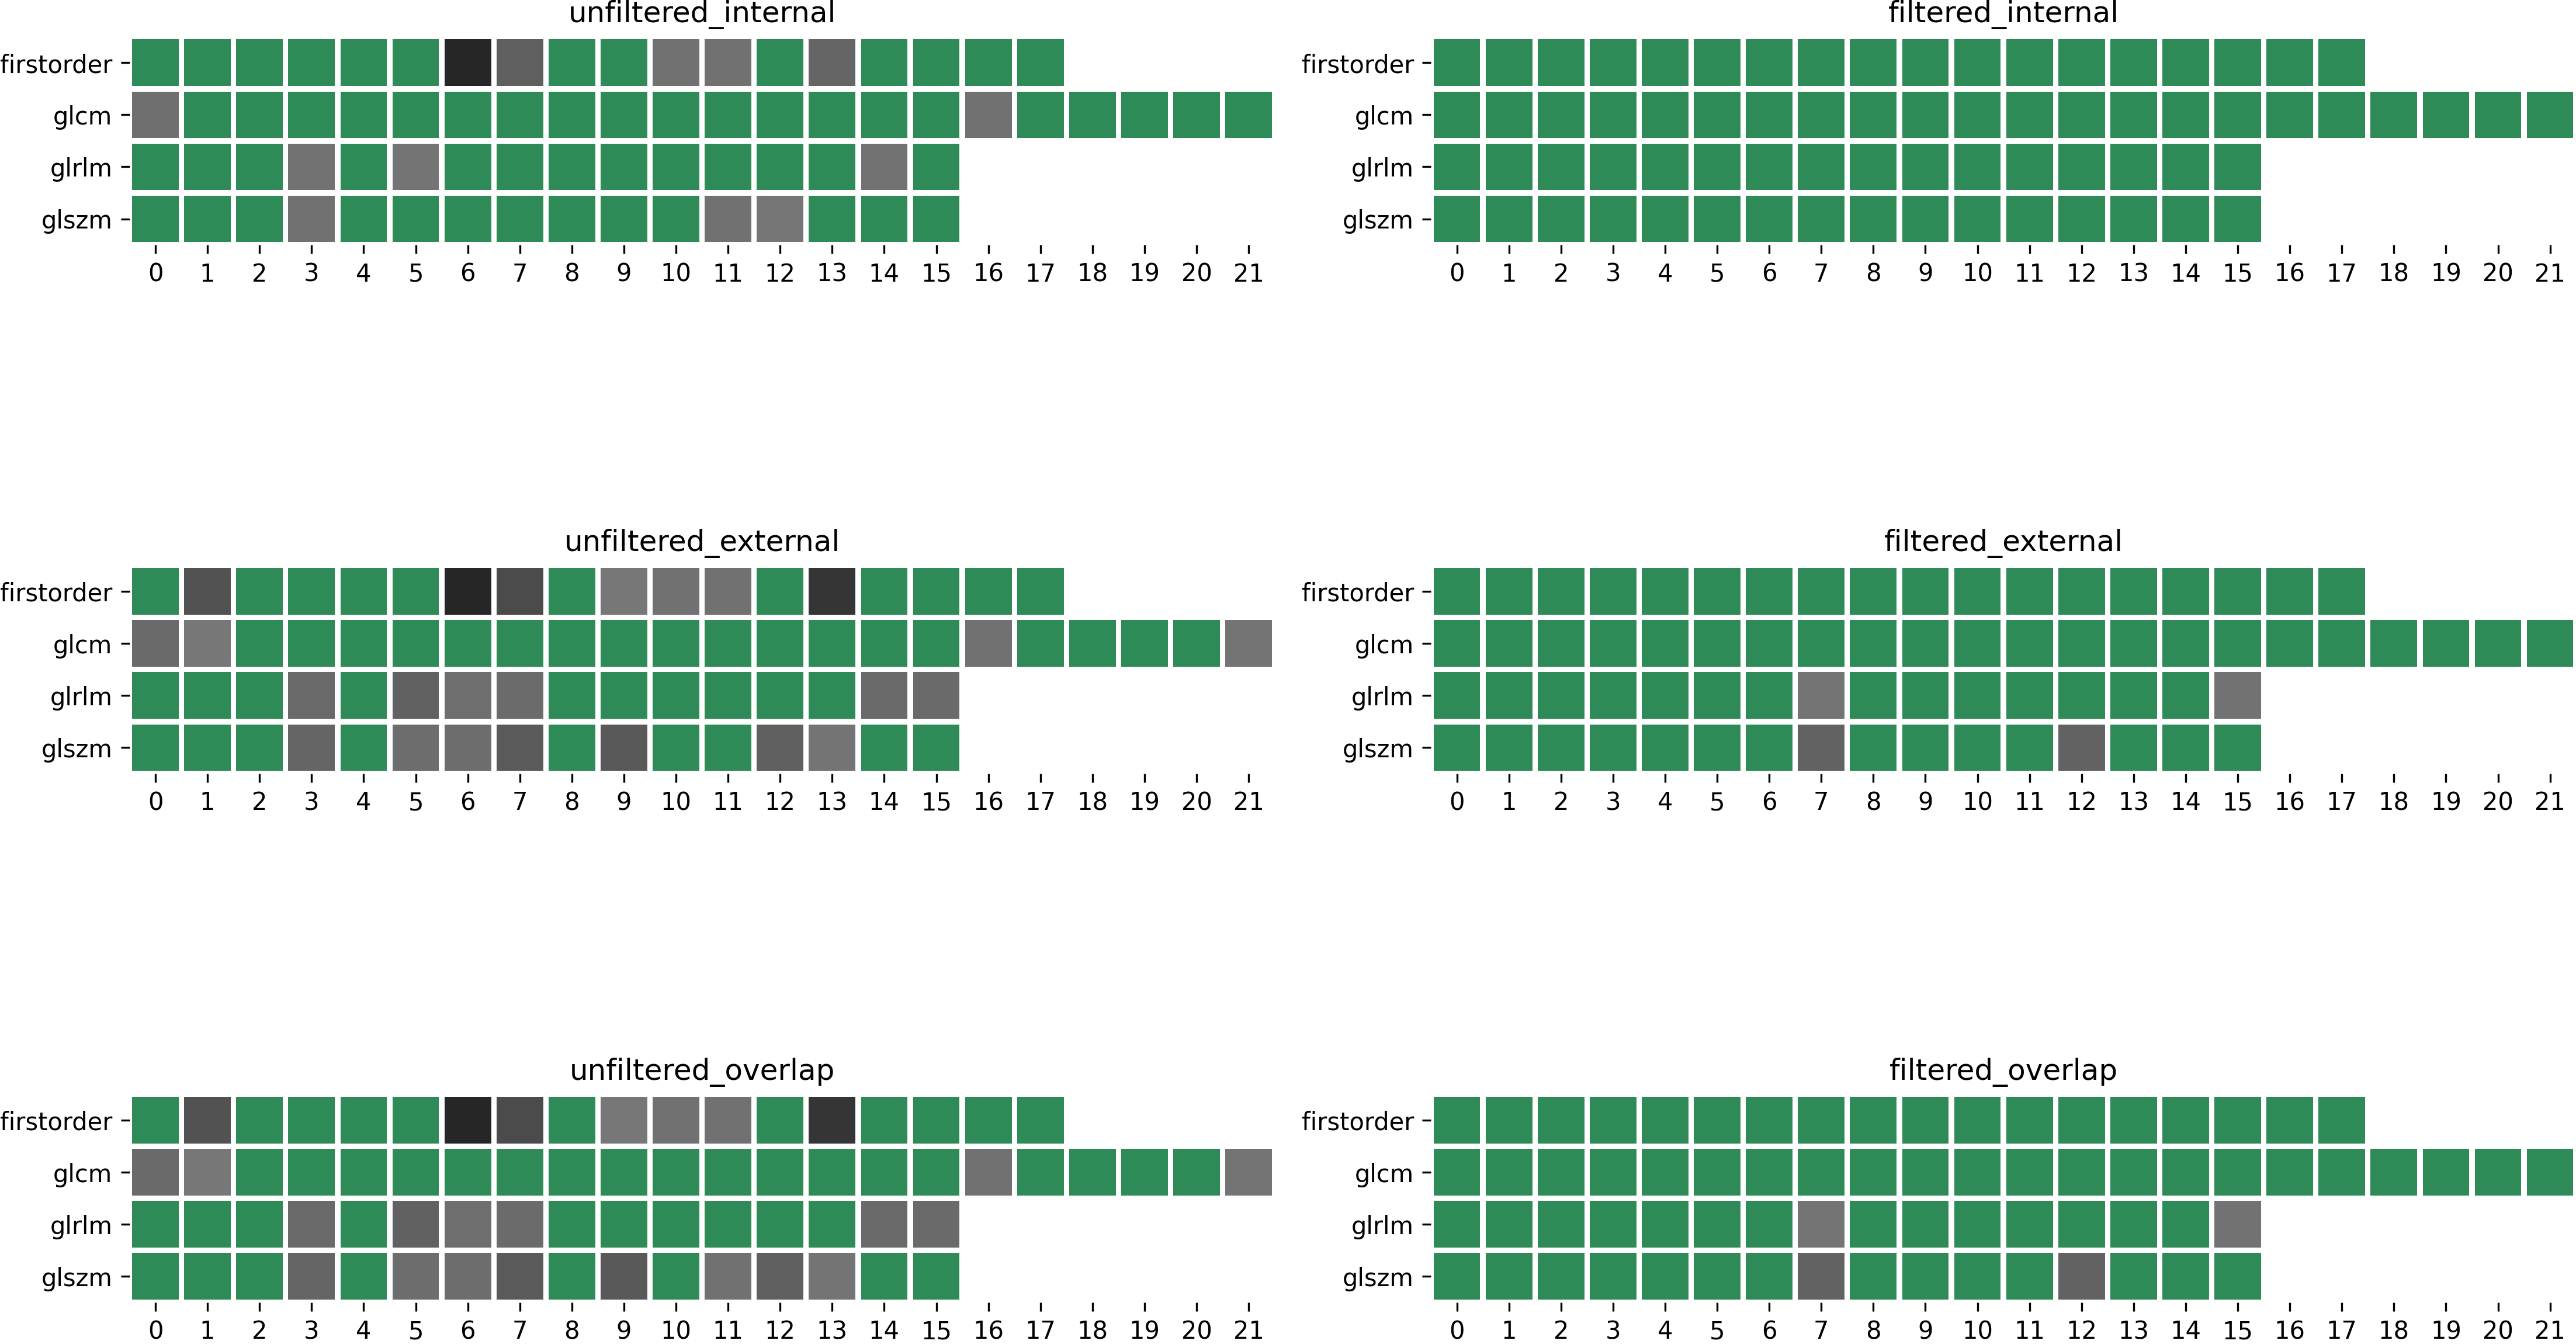 unfiltered_internal
firstorder
glcm
glrlm
glszm
0 1 2 3 4 5 6 7 8 9 10 11 12 13 14 15 16 17 18 19 20 21
filtered_internal
firstorder
glcm
glrlm
glszm
0 1 2 3 4 5 6 7 8 9 10 11 12 13 14 15 16 17 18 19 20 21
unfiltered_external
firstorder
glcm
glrlm
glszm
0 1 2 3 4 5 6 7 8 9 10 11 12 13 14 15 16 17 18 19 20 21
filtered_external
firstorder
glcm
glrlm
glszm
0 1 2 3 4 5 6 7 8 9 10 11 12 13 14 15 16 17 18 19 20 21
unfiltered_overlap
firstorder
glcm
glrlm
glszm
0 1 2 3 4 5 6 7 8 9 10 11 12 13 14 15 16 17 18 19 20 21
filtered_overlap
firstorder
glcm
glrlm
glszm
0 1 2 3 4 5 6 7 8 9 10 11 12 13 14 15 16 17 18 19 20 21